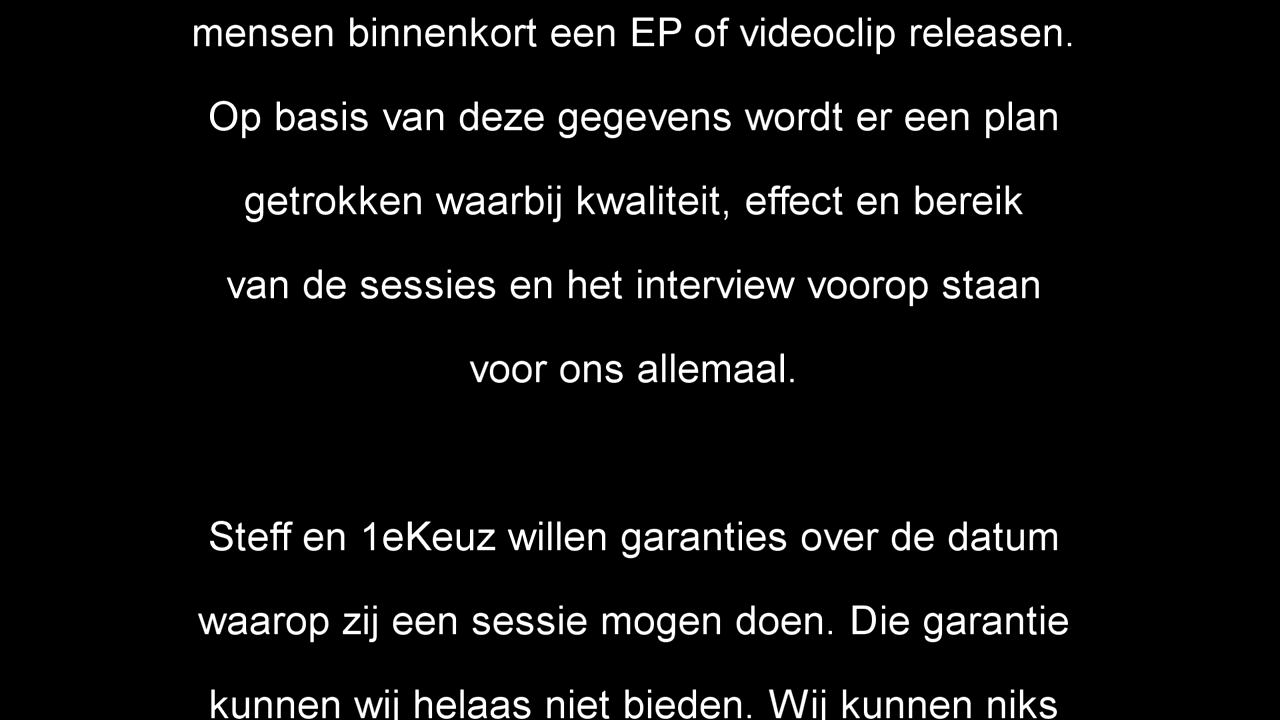 mensen binnenkort een EP of videoclip releasen.
Op basis van deze gegevens wordt er een plan
getrokken waarbij kwaliteit, effect en bereik
van de sessies en het interview voorop staan
voor ons allemaal.
Steff en 1eKeuz willen garanties over de datum
waarop zij een sessie mogen doen. Die garantie
kunnen wij helaas niet bieden. Wij kunnen niks